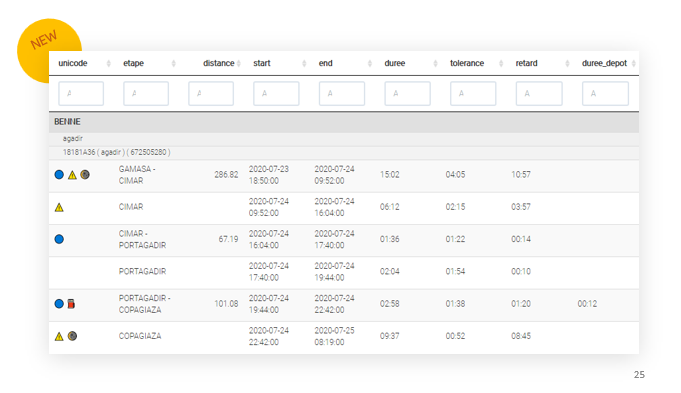 NEW
unicode etape distance start end duree tolerance retard duree_depot
BENNE
agadir
18181A36 ( agadir ) ( 672505280 )
GAMASA - CIMAR 286.82 2020-07-23 18:50:00 2020-07-24 09:52:00 15:02 04:05 10:57
CIMAR 2020-07-24 09:52:00 2020-07-24 16:04:00 06:12 02:15 03:57
CIMAR - PORTAGADIR 67.19 2020-07-24 16:04:00 2020-07-24 17:40:00 01:36 01:22 00:14
PORTAGADIR 2020-07-24 17:40:00 2020-07-24 19:44:00 02:04 01:54 00:10
PORTAGADIR - COPAGIAZA 101.08 2020-07-24 19:44:00 2020-07-24 22:42:00 02:58 01:38 01:20 00:12
COPAGIAZA 2020-07-24 22:42:00 2020-07-25 08:19:00 09:37 00:52 08:45
25